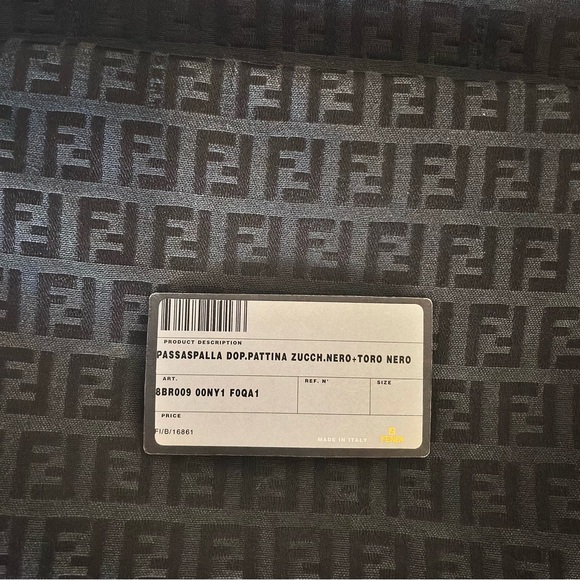 PRODUCT DESCRIPTION
PASSASPALLA DOP.PATTINA ZUCCH.NERO+TORO NERO
ART.
REF. N°
SIZE
8BR009 00NY1 F0QA1
PRICE
FI/B/16861
MADE IN ITALY
FENDI